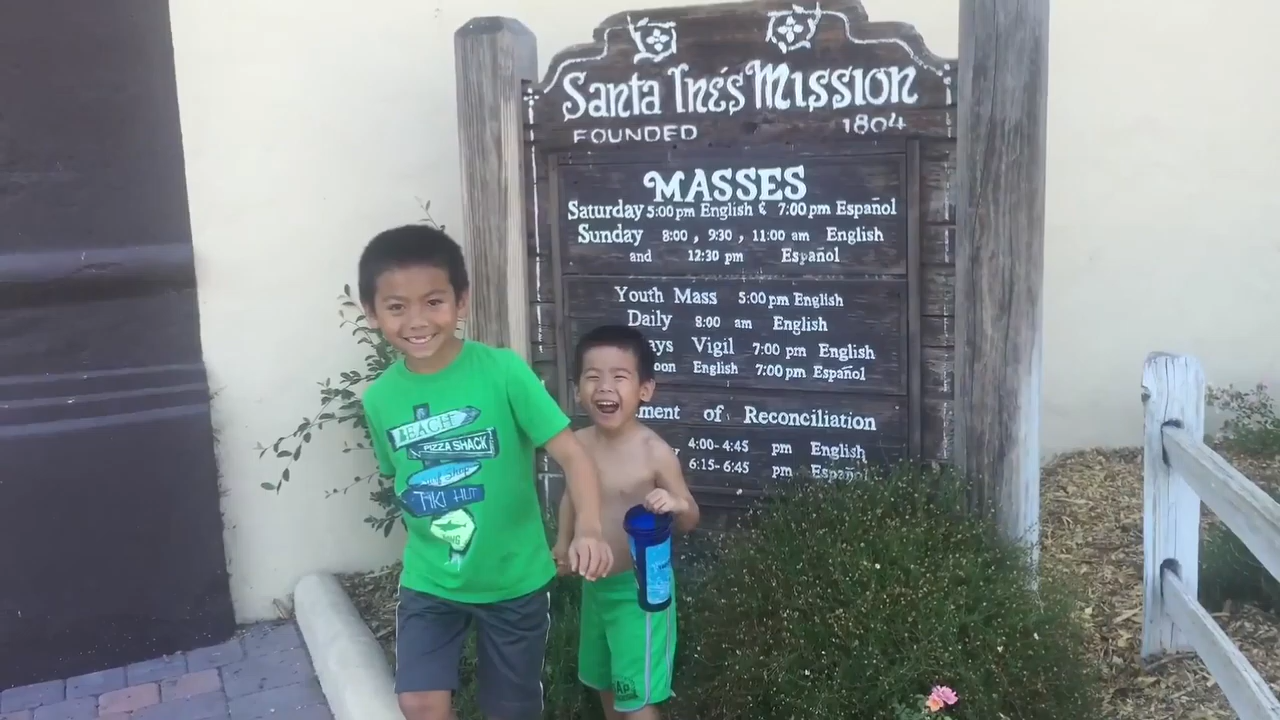 Santa Inés Mission
FOUNDED 1804
MASSES
Saturday 5:00 pm English & 7:00 pm Español
Sunday 8:00 , 9:30 , 11:00 am English
and 12:30 pm Español
Youth Mass 5:00 pm English
Daily 8:00 am English
Vigil 7:00 pm English
English 7:00 pm Español
of Reconciliation
4:00-4:45 pm English
6:15-6:45 pm Español
BEACH
PIZZA SHACK
TIKI HUT